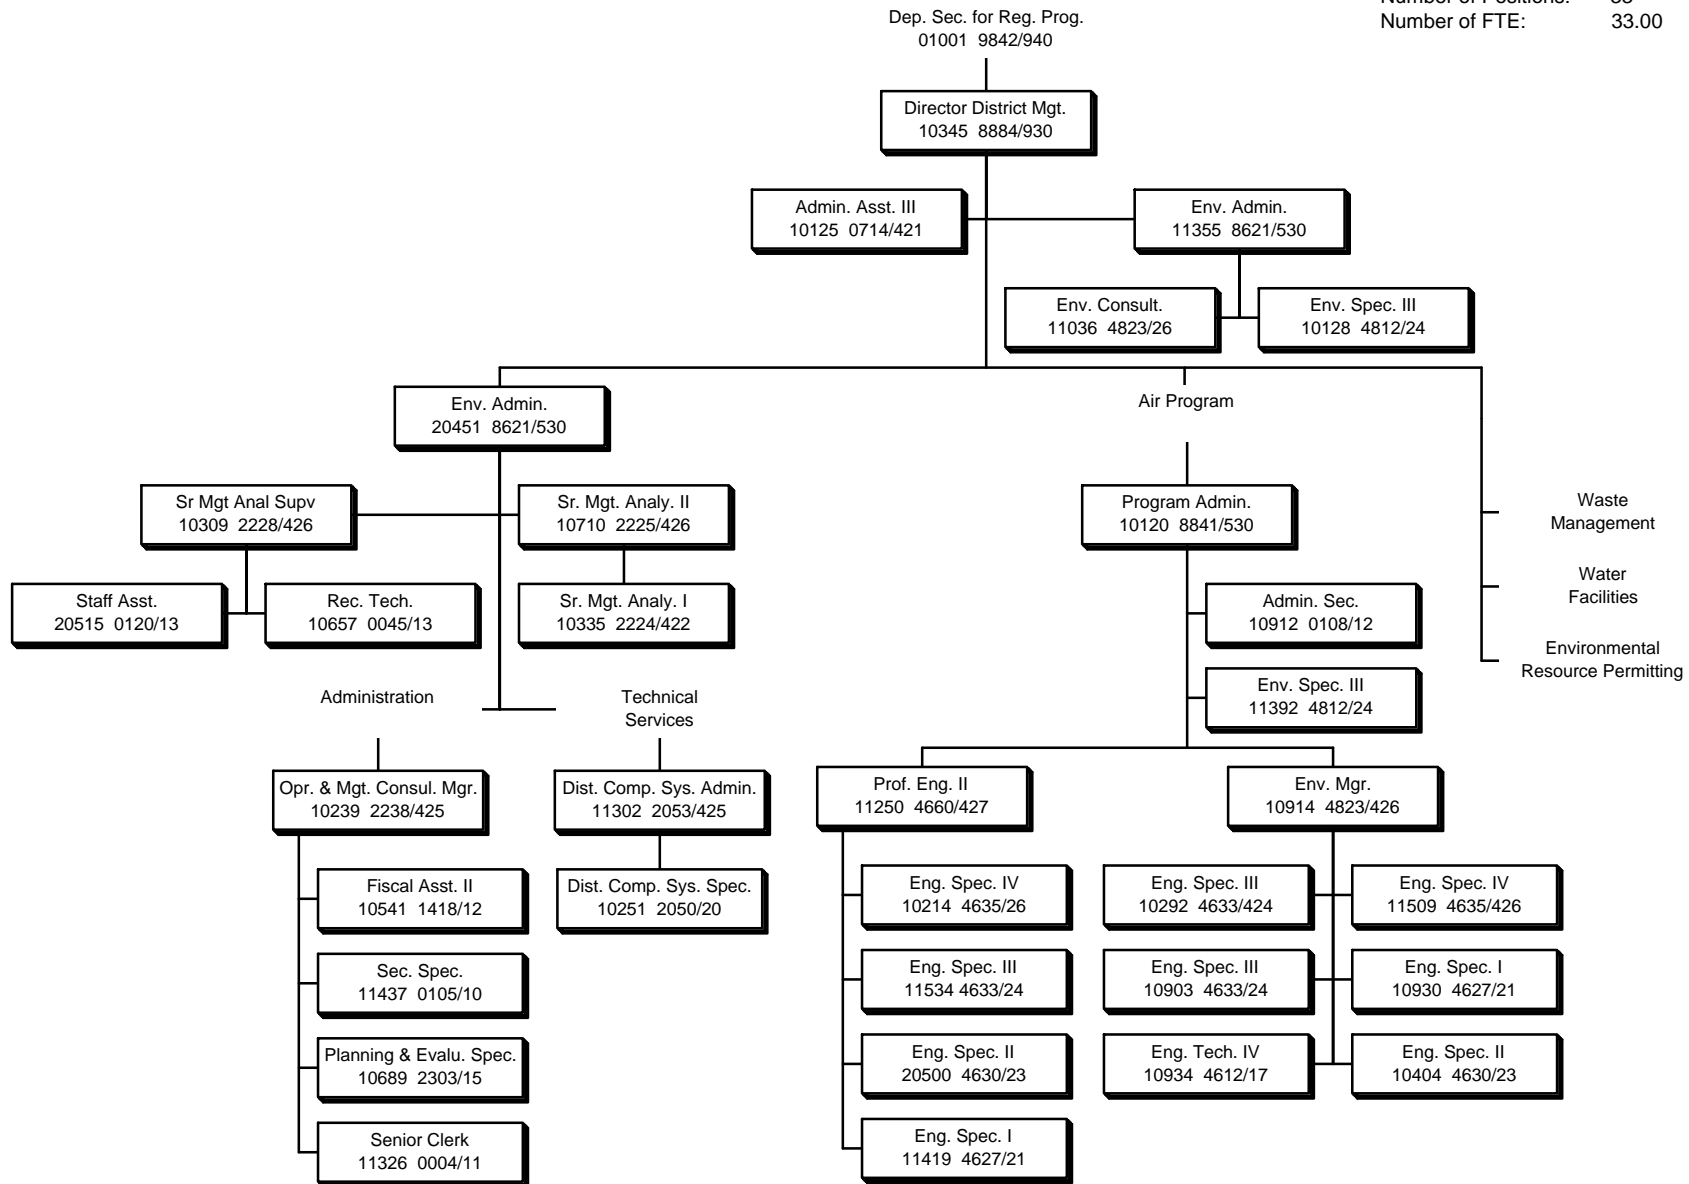 Number of FTE: 33.00
Dep. Sec. for Reg. Prog.
01001 9842/940
Director District Mgt.
10345 8884/930
Admin. Asst. III
10125 0714/421
Env. Admin.
11355 8621/530
Env. Consult.
11036 4823/26
Env. Spec. III
10128 4812/24
Env. Admin.
20451 8621/530
Air Program
Sr Mgt Anal Supv
10309 2228/426
Sr. Mgt. Analy. II
10710 2225/426
Program Admin.
10120 8841/530
Waste
Management
Staff Asst.
20515 0120/13
Rec. Tech.
10657 0045/13
Sr. Mgt. Analy. I
10335 2224/422
Admin. Sec.
10912 0108/12
Water
Facilities
Environmental
Resource Permitting
Administration
Technical
Services
Env. Spec. III
11392 4812/24
Opr. & Mgt. Consul. Mgr.
10239 2238/425
Dist. Comp. Sys. Admin.
11302 2053/425
Prof. Eng. II
11250 4660/427
Env. Mgr.
10914 4823/426
Fiscal Asst. II
10541 1418/12
Dist. Comp. Sys. Spec.
10251 2050/20
Eng. Spec. IV
10214 4635/26
Eng. Spec. III
10292 4633/424
Eng. Spec. IV
11509 4635/426
Sec. Spec.
11437 0105/10
Eng. Spec. III
11534 4633/24
Eng. Spec. III
10903 4633/24
Eng. Spec. I
10930 4627/21
Planning & Evalu. Spec.
10689 2303/15
Eng. Spec. II
20500 4630/23
Eng. Tech. IV
10934 4612/17
Eng. Spec. II
10404 4630/23
Senior Clerk
11326 0004/11
Eng. Spec. I
11419 4627/21